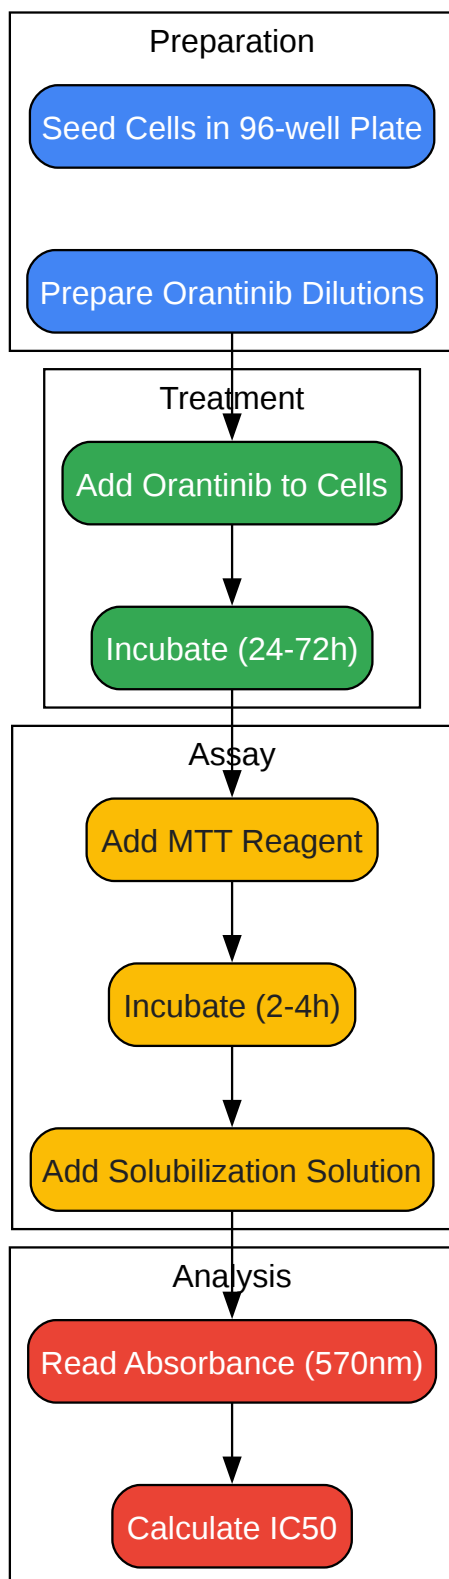 Preparation
Seed Cells in 96-well Plate
Prepare Orantinib Dilutions
Treatment
Add Orantinib to Cells
Incubate (24-72h)
Assay
Add MTT Reagent
Incubate (2-4h)
Add Solubilization Solution
Analysis
Read Absorbance (570nm)
Calculate IC50